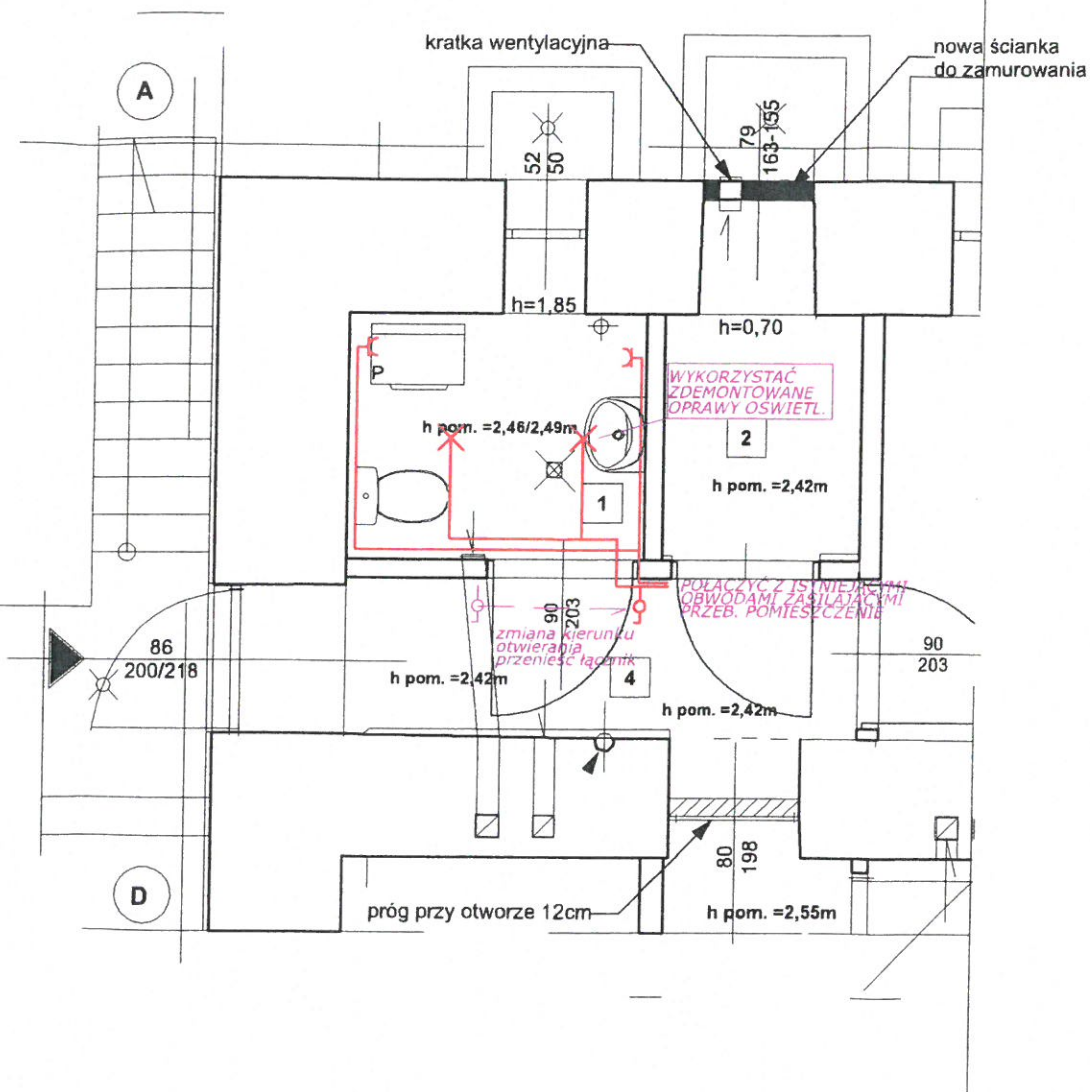 kratka wentylacyjna
nowa ścianka
do zamurowania
A
52
50
79
163-155
h=1,85
h=0,70
P
WYKORZYSTAĆ
ZDEMONTOWANE
OPRAWY OSWIETL.
h pom. =2,46/2,49m
2
h pom. =2,42m
1
POŁACZYĆ Z ISYNIEJĄCYMI
OBWODAMI ZASILAJĄCYMI
PRZEB. POMIESZCZENIE
90
203
zmiana kierunku
otwierania
przenieść łącznik
86
200/218
90
203
h pom. =2,42m
4
h pom. =2,42m
80
198
D
próg przy otworze 12cm
h pom. =2,55m